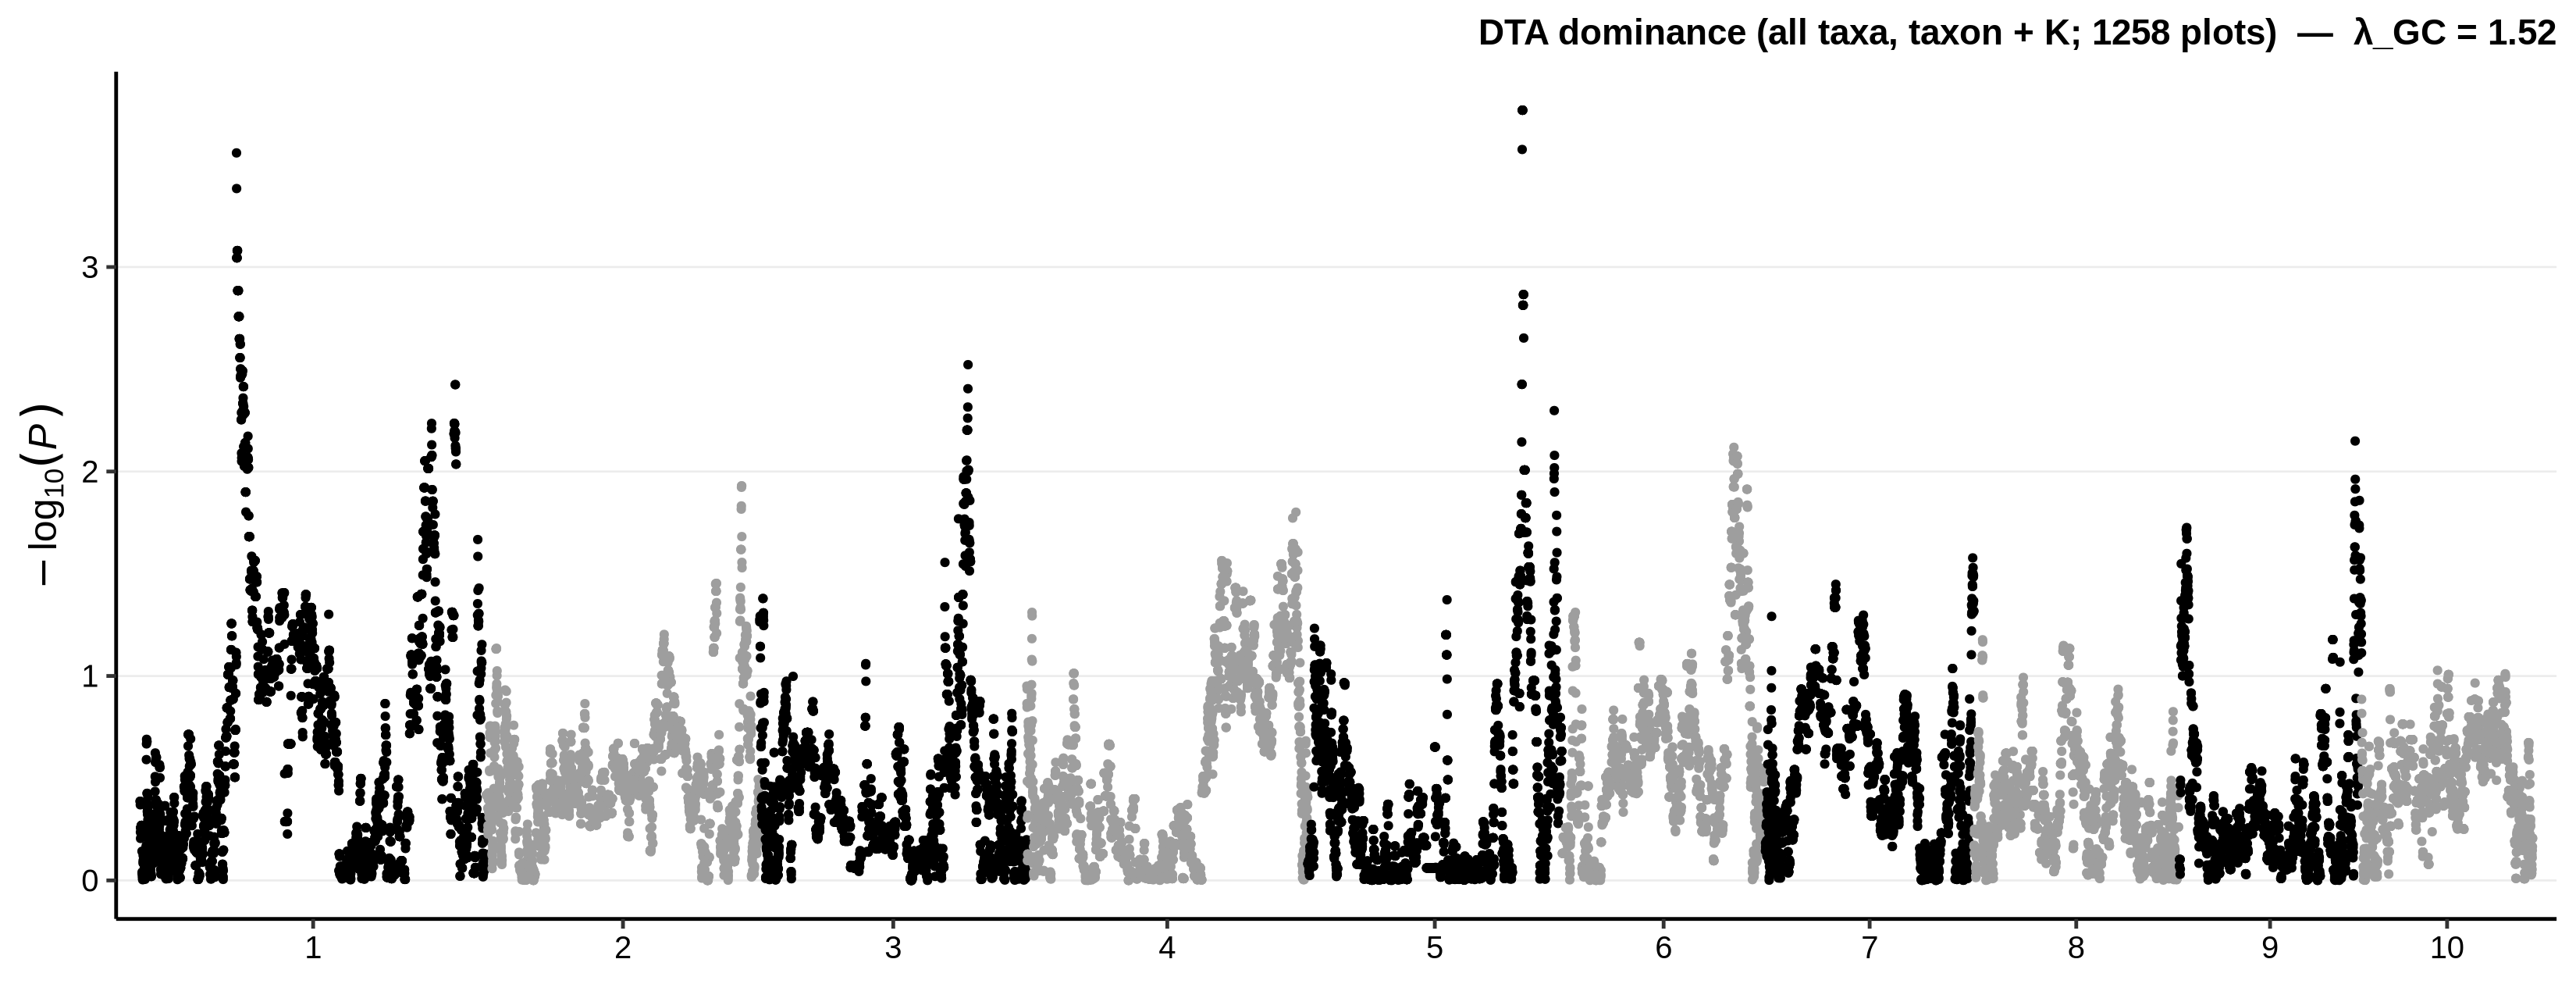 DTA dominance (all taxa, taxon + K; 1258 plots) — λ_GC = 1.52
− log₁₀(P)
3
2
1
0
1 2 3 4 5 6 7 8 9 10